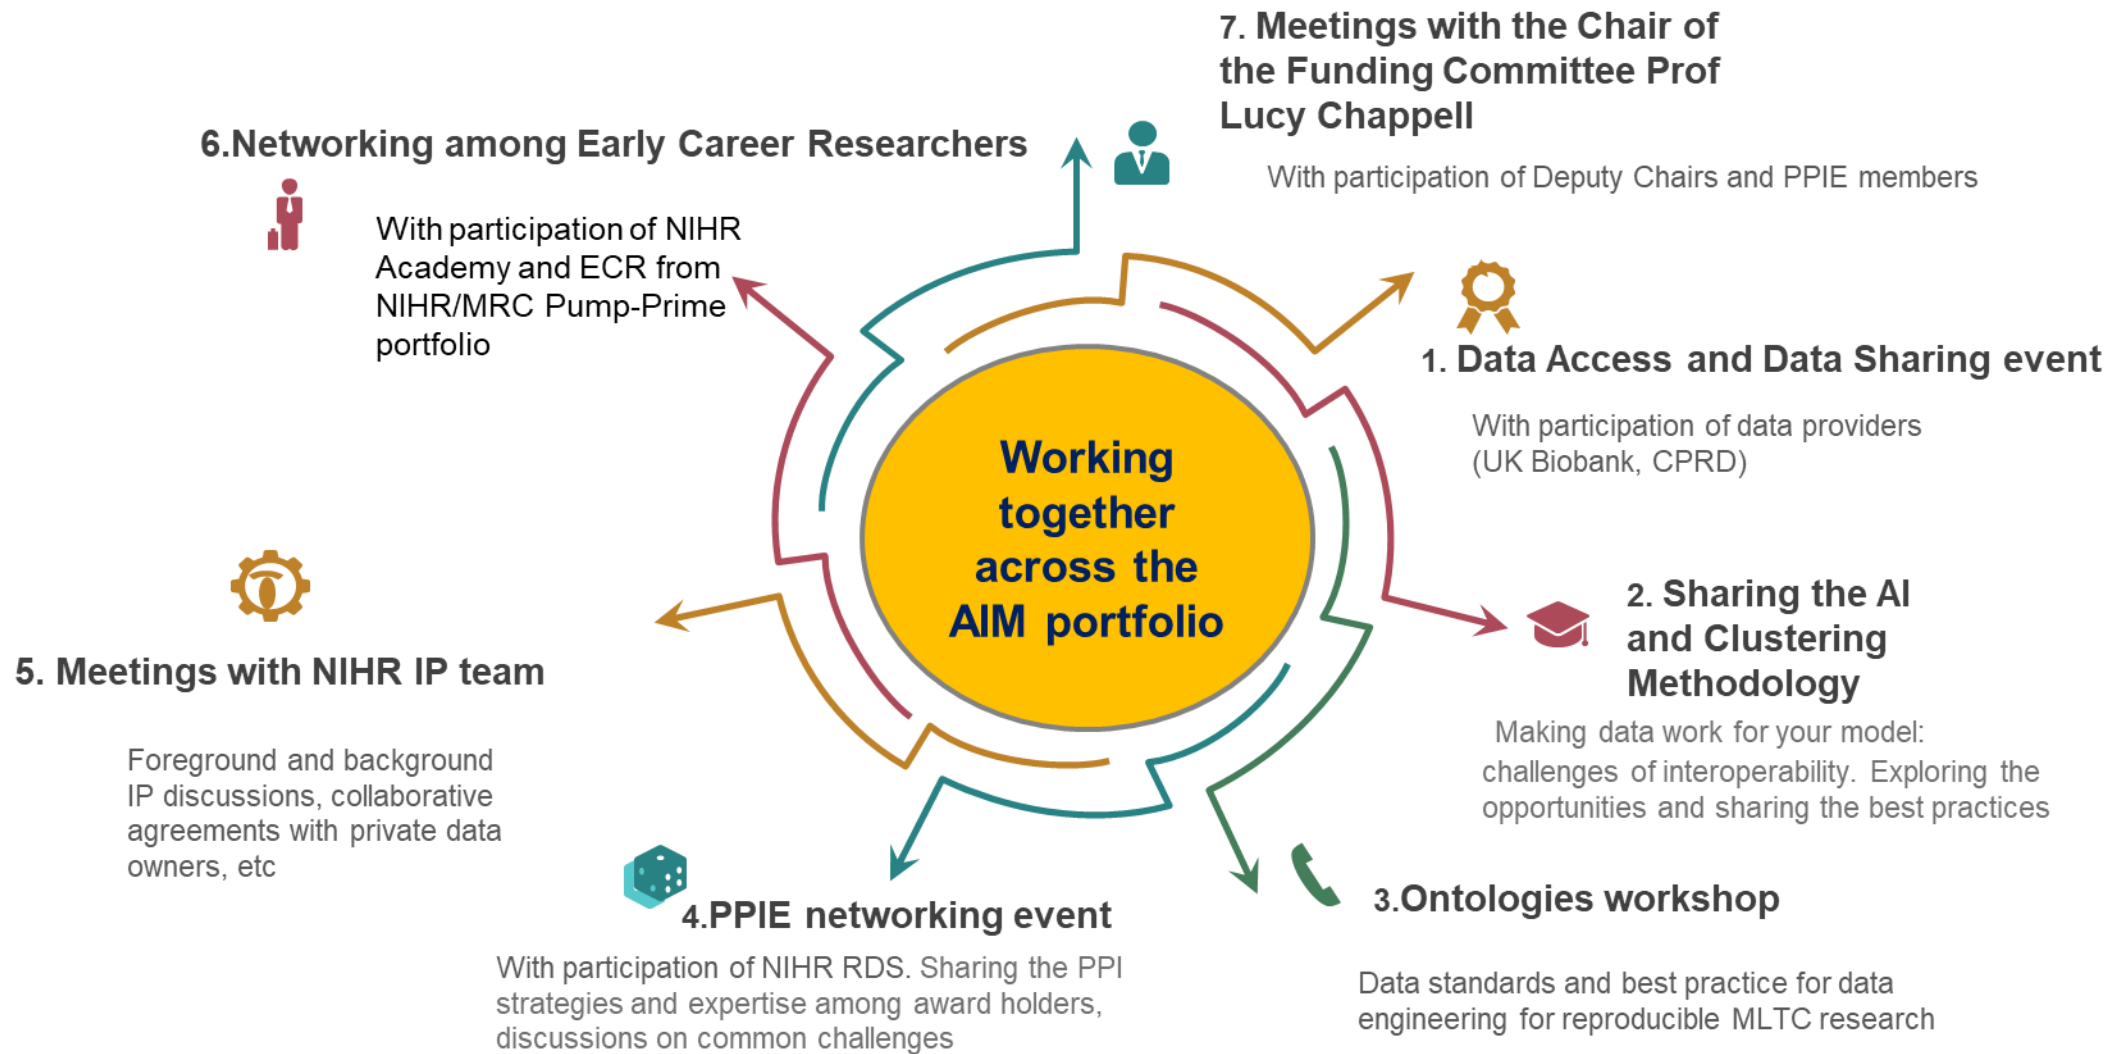 7. Meetings with the Chair of
the Funding Committee Prof
Lucy Chappell
With participation of Deputy Chairs and PPIE members
6.Networking among Early Career Researchers
With participation of NIHR
Academy and ECR from
NIHR/MRC Pump-Prime
portfolio
1. Data Access and Data Sharing event
With participation of data providers
(UK Biobank, CPRD)
Working
together
across the
AIM portfolio
2. Sharing the AI
and Clustering
Methodology
Making data work for your model:
challenges of interoperability. Exploring the
opportunities and sharing the best practices
5. Meetings with NIHR IP team
Foreground and background
IP discussions, collaborative
agreements with private data
owners, etc
4.PPIE networking event
With participation of NIHR RDS. Sharing the PPI
strategies and expertise among award holders,
discussions on common challenges
3.Ontologies workshop
Data standards and best practice for data
engineering for reproducible MLTC research